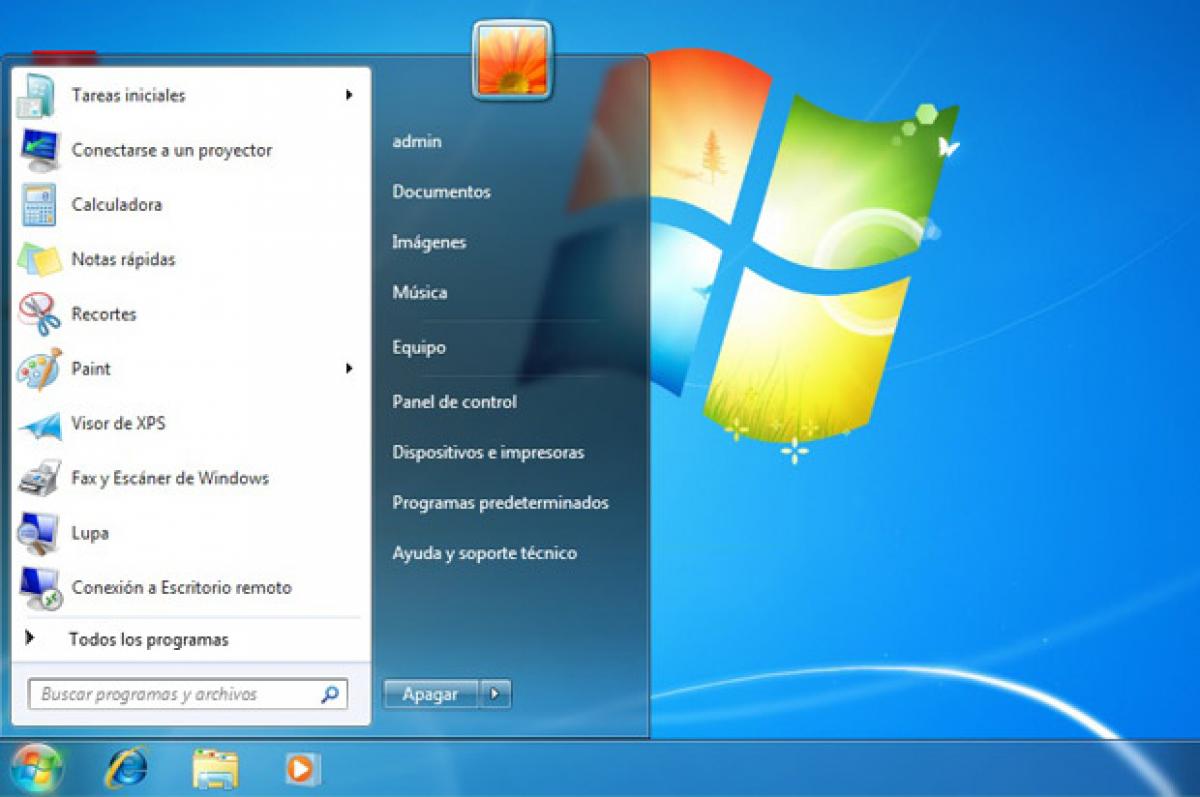 Tareas iniciales
Conectarse a un proyector
Calculadora
Notas rápidas
Recortes
Paint
Visor de XPS
Fax y Escáner de Windows
Lupa
Conexión a Escritorio remoto
Todos los programas
Buscar programas y archivos
admin
Documentos
Imágenes
Música
Equipo
Panel de control
Dispositivos e impresoras
Programas predeterminados
Ayuda y soporte técnico
Apagar